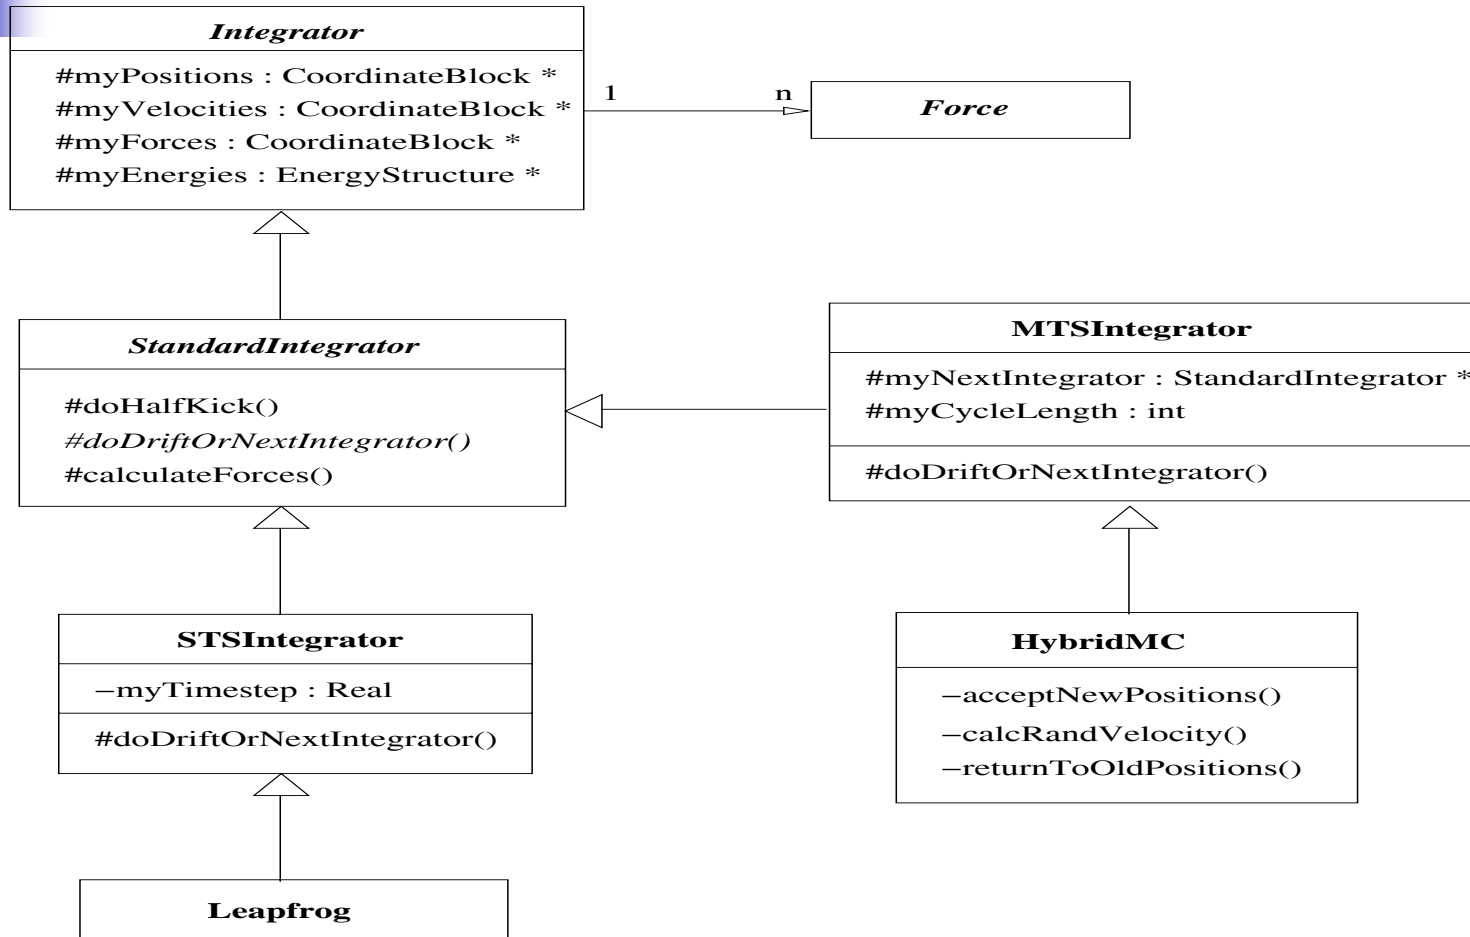 Integrator
#myPositions : CoordinateBlock *
#myVelocities : CoordinateBlock *
#myForces : CoordinateBlock *
#myEnergies : EnergyStructure *
1
n
Force
StandardIntegrator
#doHalfKick()
#doDriftOrNextIntegrator()
#calculateForces()
MTSIntegrator
#myNextIntegrator : StandardIntegrator *
#myCycleLength : int
#doDriftOrNextIntegrator()
STSIntegrator
−myTimestep : Real
#doDriftOrNextIntegrator()
HybridMC
−acceptNewPositions()
−calcRandVelocity()
−returnToOldPositions()
Leapfrog